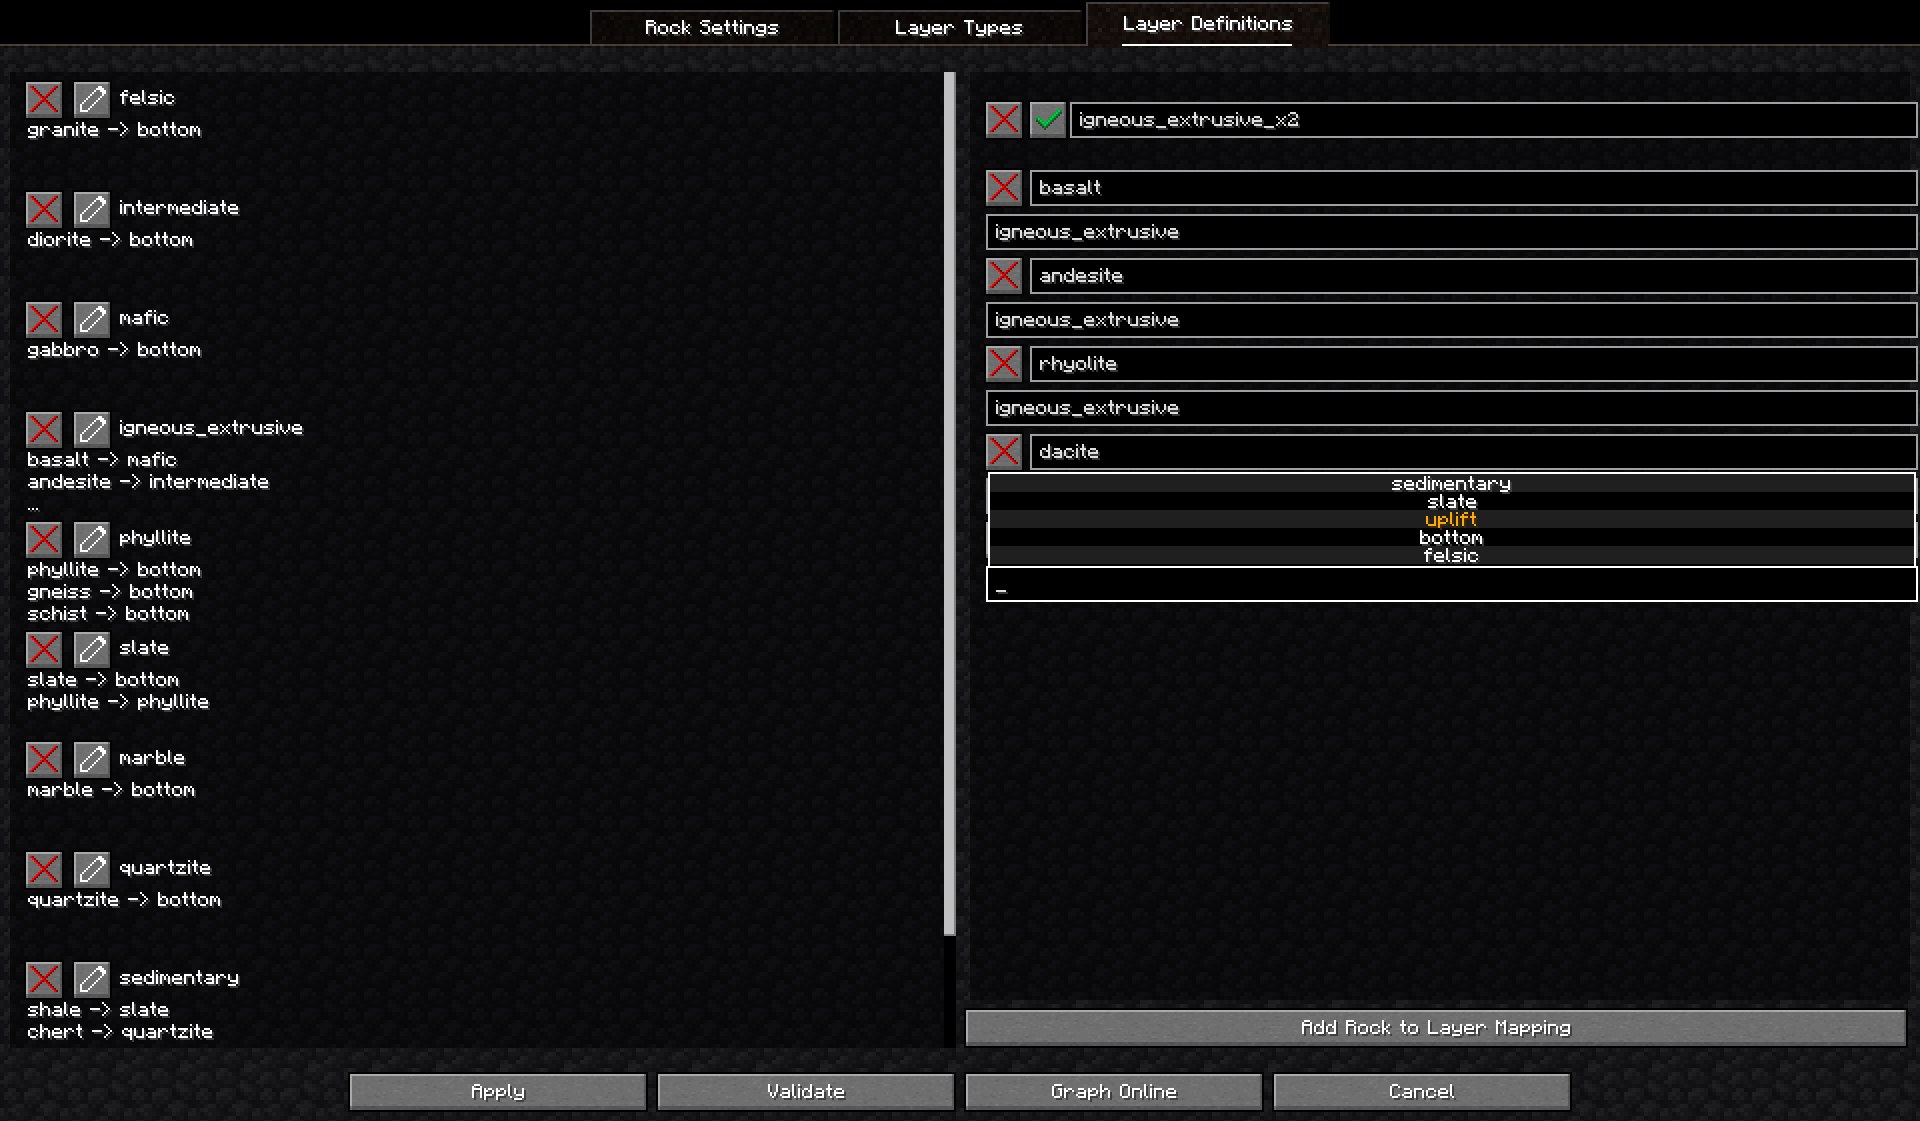 Rock Settings
Layer Types
Layer Definitions
felsic
granite -> bottom
intermediate
diorite -> bottom
mafic
gabbro -> bottom
igneous_extrusive
basalt -> mafic
andesite -> intermediate
...
phyllite
phyllite -> bottom
gneiss -> bottom
schist -> bottom
slate
slate -> bottom
phyllite -> phyllite
marble
marble -> bottom
quartzite
quartzite -> bottom
sedimentary
shale -> slate
chert -> quartzite
igneous_extrusive_x2
basalt
igneous_extrusive
andesite
igneous_extrusive
rhyolite
igneous_extrusive
dacite
sedimentary
slate
uplift
bottom
felsic
_
Add Rock to Layer Mapping
Apply
Validate
Graph Online
Cancel